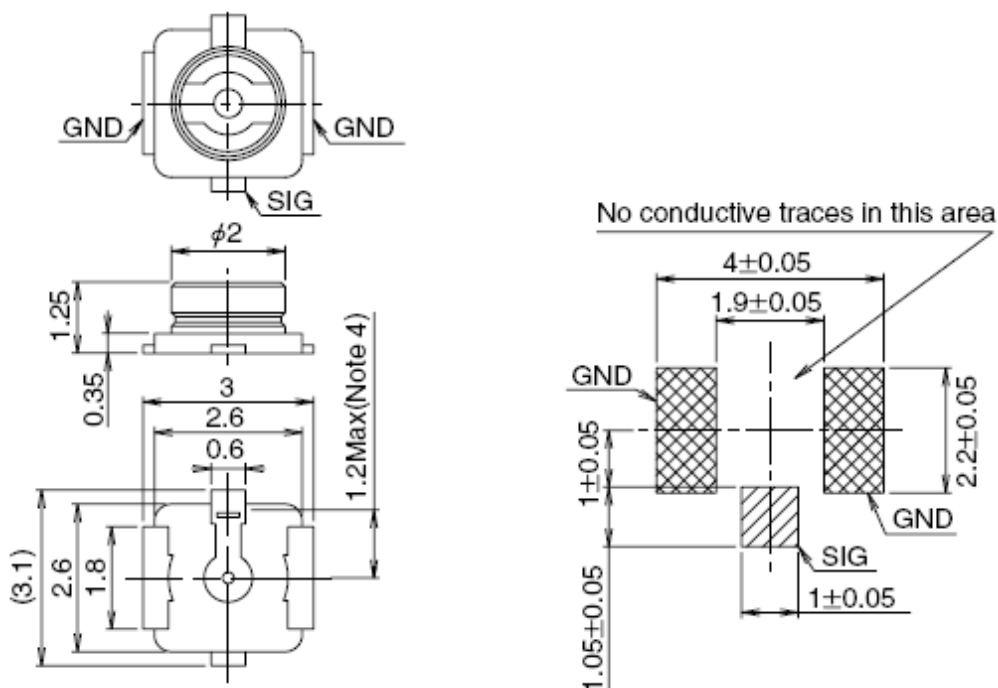 GND
GND
SIG
ϕ2
1.25
0.35
3
2.6
0.6
1.2Max(Note 4)
(3.1)
2.6
1.8
No conductive traces in this area
4±0.05
1.9±0.05
GND
1±0.05
2.2±0.05
GND
SIG
1±0.05
1.05±0.05